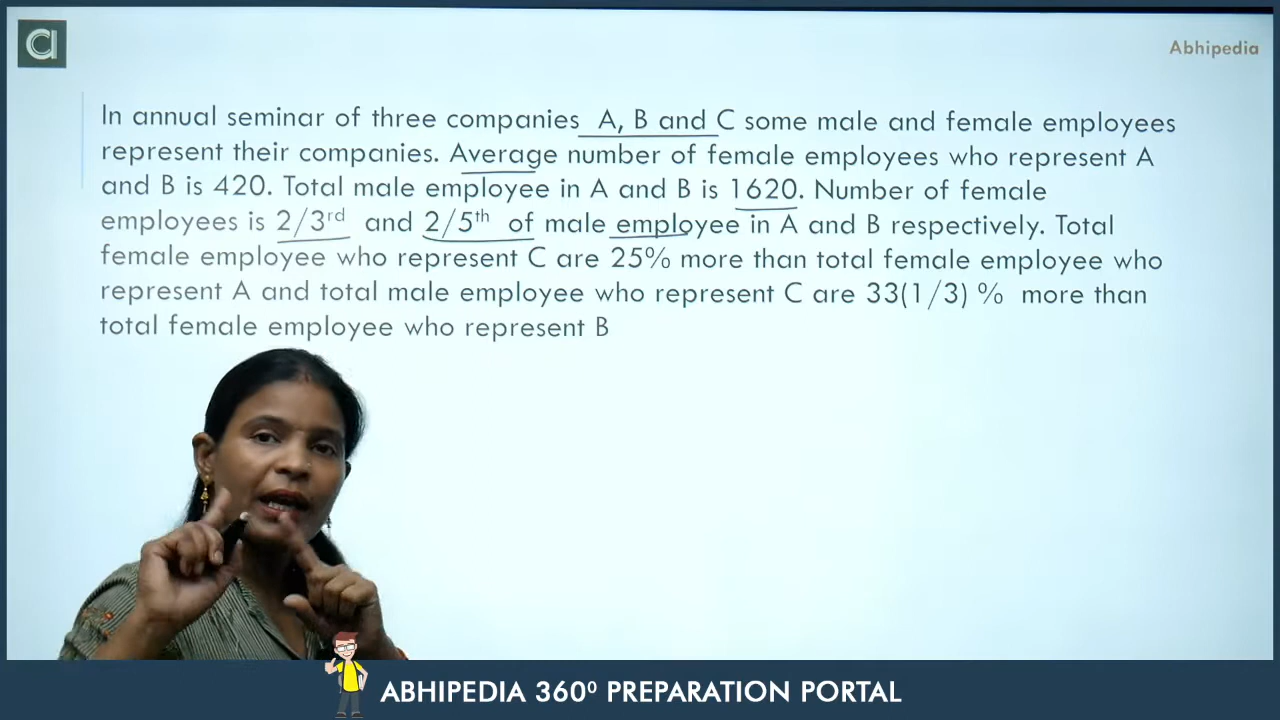 Abhipedia
In annual seminar of three companies A, B and C some male and female employees
represent their companies. Average number of female employees who represent A
and B is 420. Total male employee in A and B is 1620. Number of female
employees is 2/3rd and 2/5th of male employee in A and B respectively. Total
female employee who represent C are 25% more than total female employee who
represent A and total male employee who represent C are 33(1/3) % more than
total female employee who represent B
ABHIPEDIA 360⁰ PREPARATION PORTAL